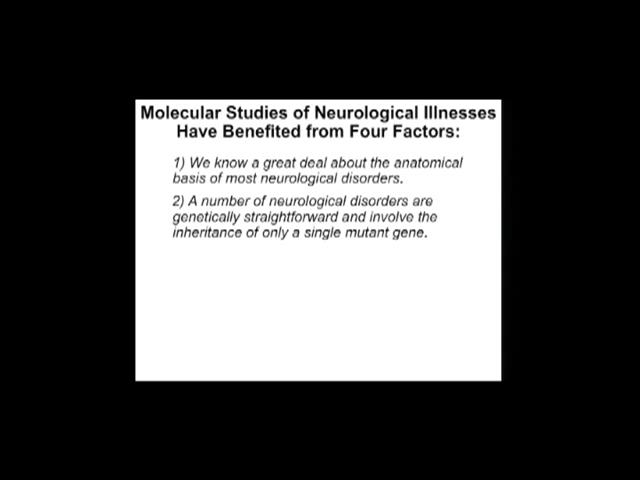 Molecular Studies of Neurological Illnesses
Have Benefited from Four Factors:
1) We know a great deal about the anatomical
basis of most neurological disorders.
2) A number of neurological disorders are
genetically straightforward and involve the
inheritance of only a single mutant gene.